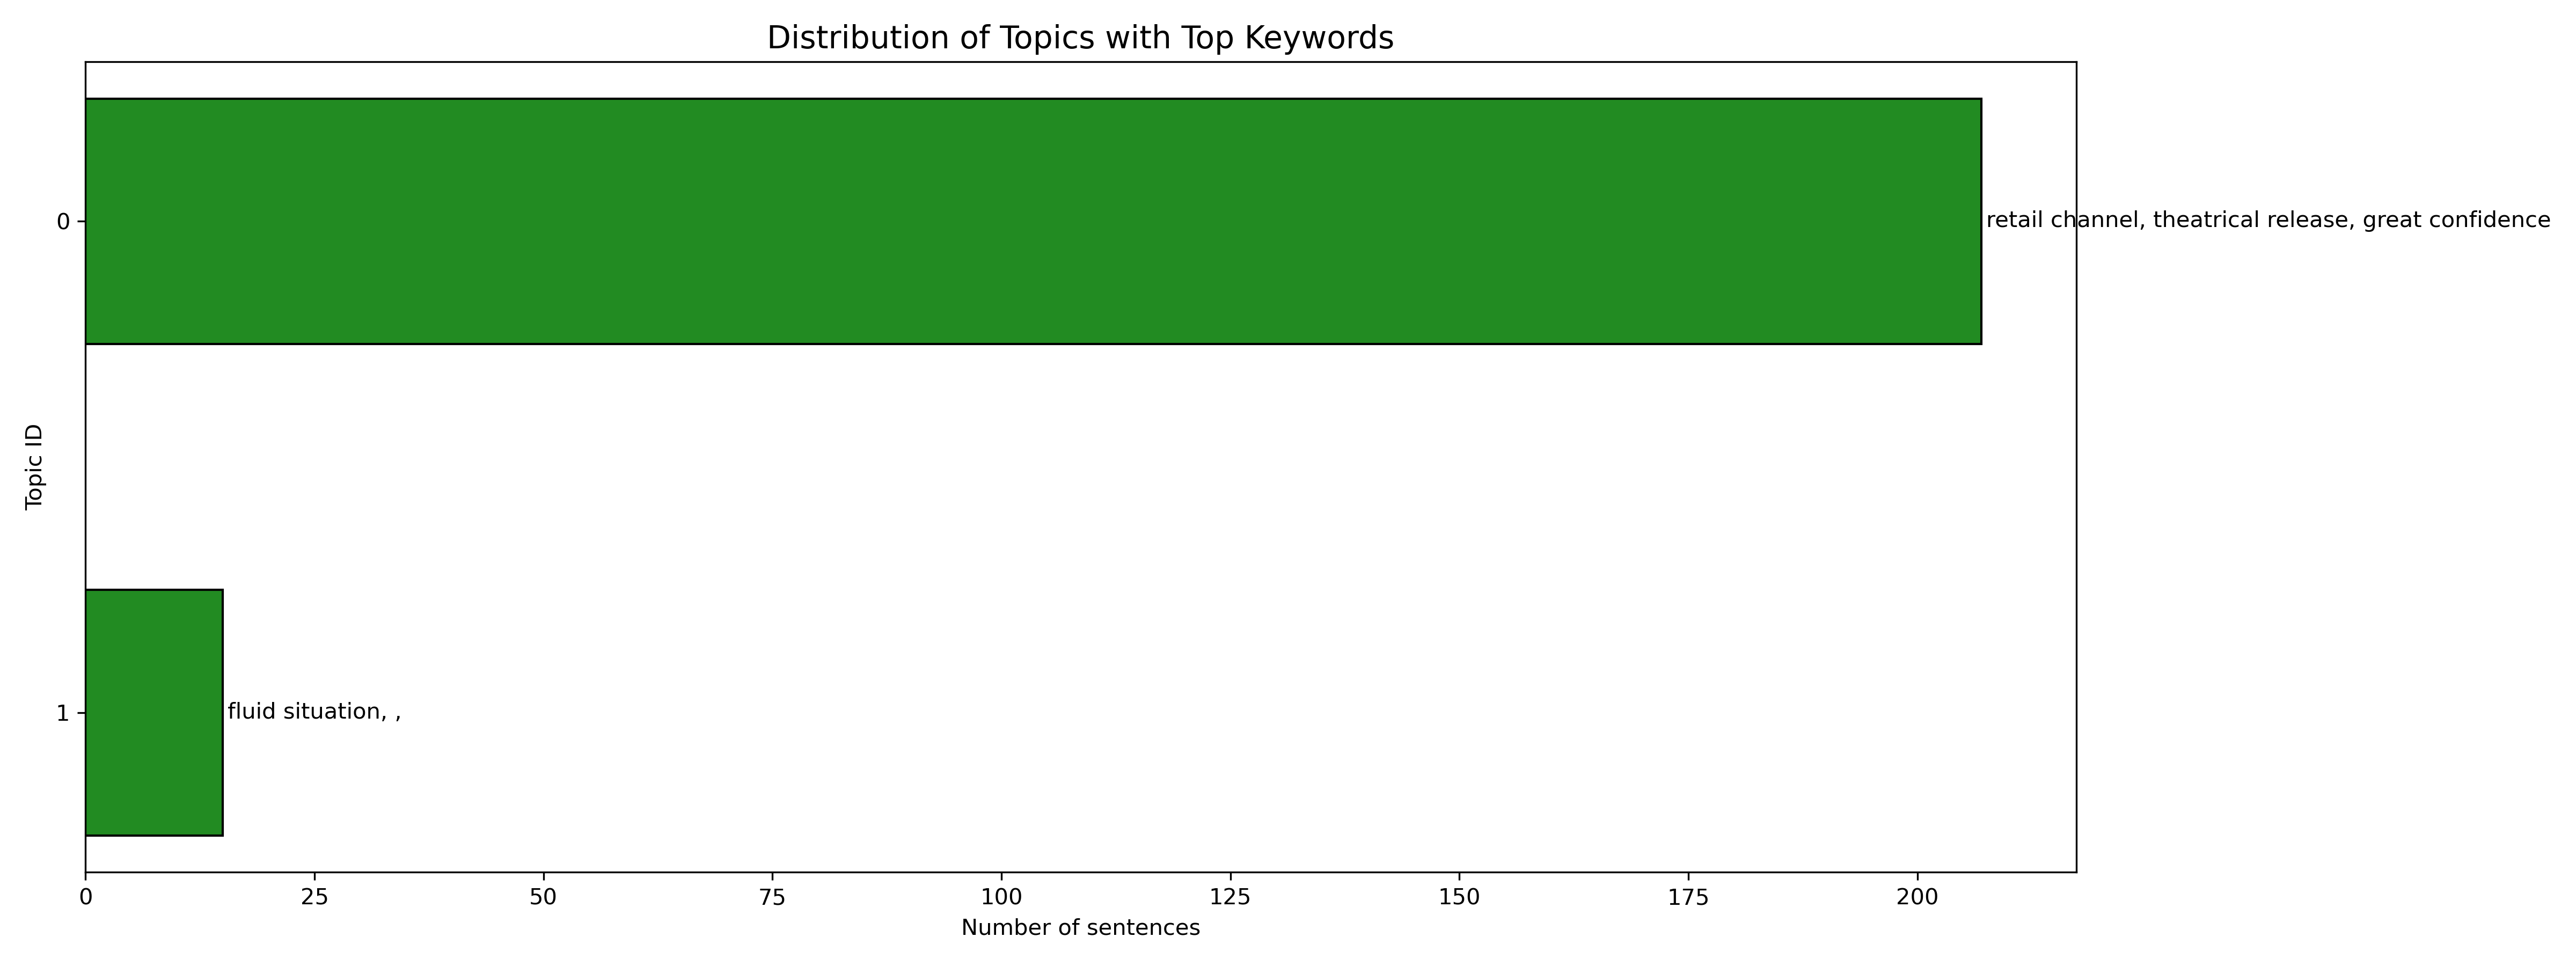 Distribution of Topics with Top Keywords
0
retail channel, theatrical release, great confidence
Topic ID
1
fluid situation, ,
0 25 50 75 100 125 150 175 200
Number of sentences